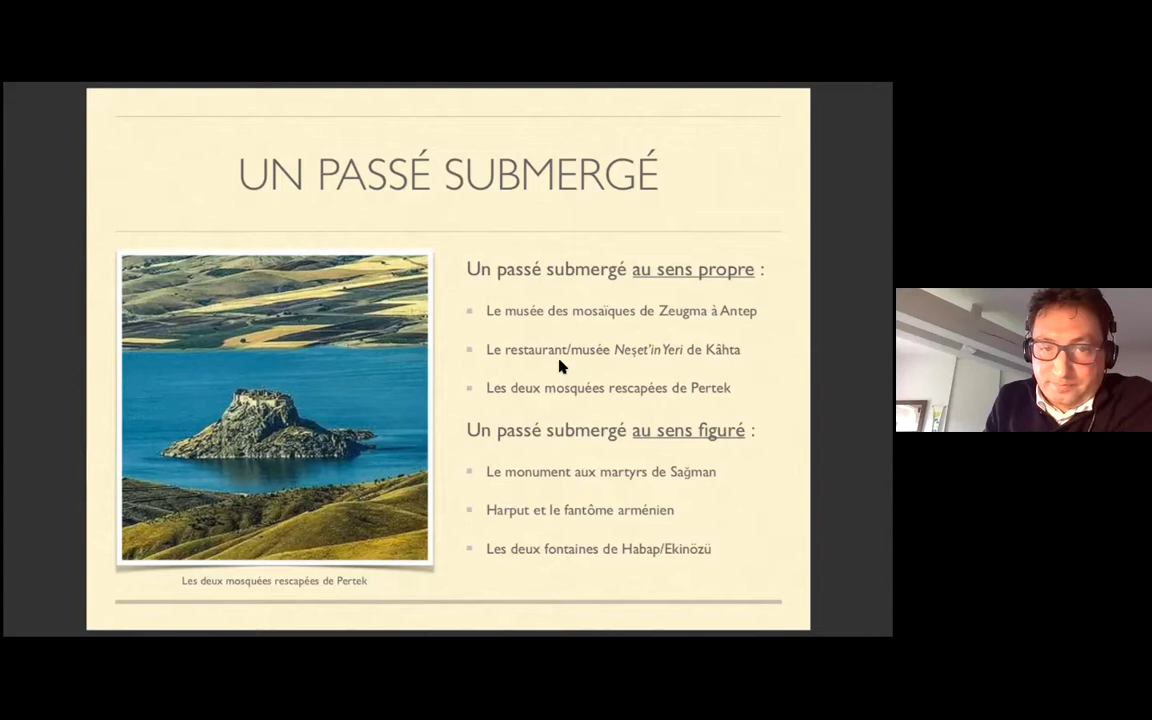 UN PASSÉ SUBMERGÉ
Un passé submergé au sens propre :
Le musée des mosaïques de Zeugma à Antep
Le restaurant/musée Neşet'in Yeri de Kâhta
Les deux mosquées rescapées de Pertek
Un passé submergé au sens figuré :
Le monument aux martyrs de Sağman
Harput et le fantôme arménien
Les deux fontaines de Habap/Ekinözü
Les deux mosquées rescapées de Pertek